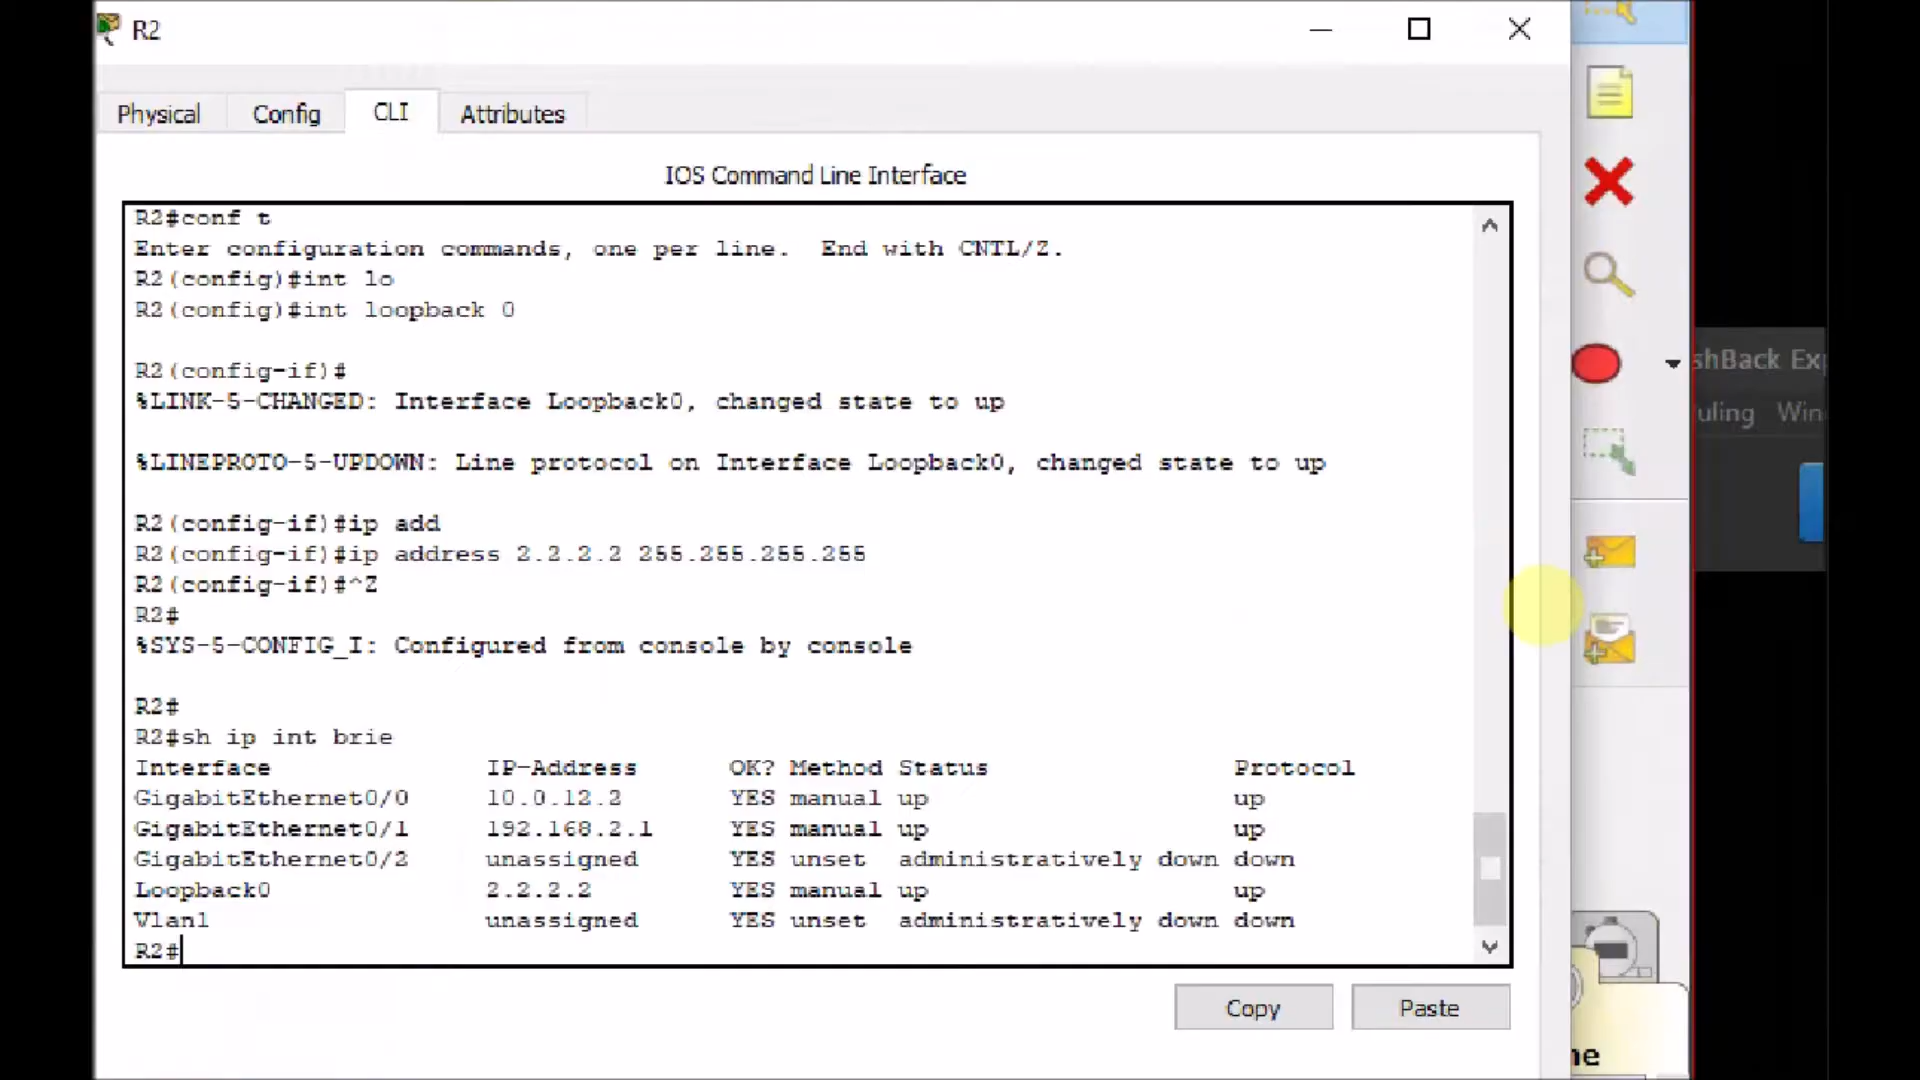 R2
Physical Config CLI Attributes
IOS Command Line Interface
R2#conf t
Enter configuration commands, one per line.  End with CNTL/Z.
R2(config)#int lo
R2(config)#int loopback 0
R2(config-if)#
%LINK-5-CHANGED: Interface Loopback0, changed state to up
%LINEPROTO-5-UPDOWN: Line protocol on Interface Loopback0, changed state to up
R2(config-if)#ip add
R2(config-if)#ip address 2.2.2.2 255.255.255.255
R2(config-if)#^Z
R2#
%SYS-5-CONFIG_I: Configured from console by console
R2#
R2#sh ip int brie
Interface IP-Address OK? Method Status Protocol
GigabitEthernet0/0 10.0.12.2 YES manual up up
GigabitEthernet0/1 192.168.2.1 YES manual up up
GigabitEthernet0/2 unassigned YES unset administratively down down
Loopback0 2.2.2.2 YES manual up up
Vlan1 unassigned YES unset administratively down down
R2#
Copy Paste
shBack Exp
uling Win